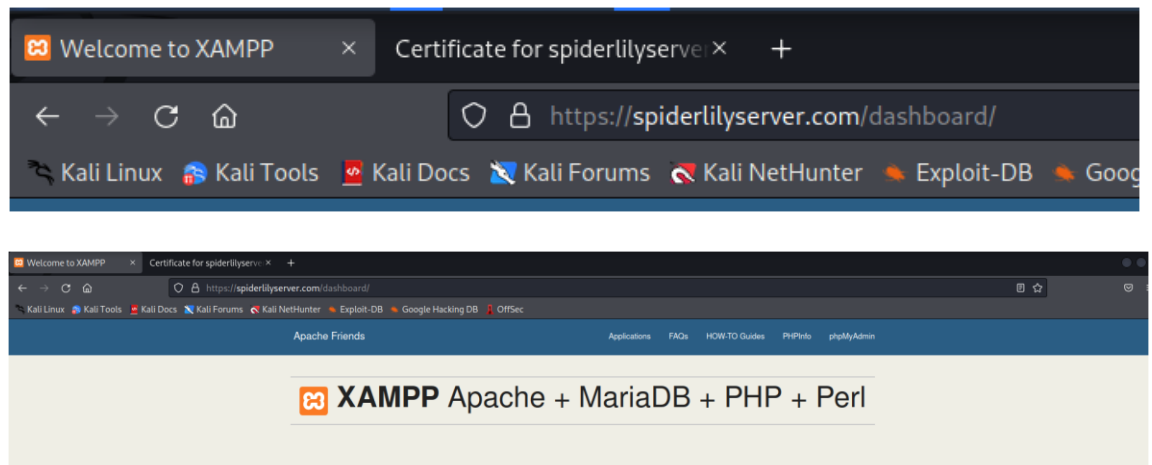 Welcome to XAMPP × Certificate for spiderlilyserver × +
https://spiderlilyserver.com/dashboard/
Kali Linux Kali Tools Kali Docs Kali Forums Kali NetHunter Exploit-DB Goog
Welcome to XAMPP × Certificate for spiderlilyserve × +
https://spiderlilyserver.com/dashboard/
Kali Linux Kali Tools Kali Docs Kali Forums Kali NetHunter Exploit-DB Google Hacking DB OffSec
Apache Friends Applications FAQs HOW-TO Guides PHPInfo phpMyAdmin
XAMPP Apache + MariaDB + PHP + Perl